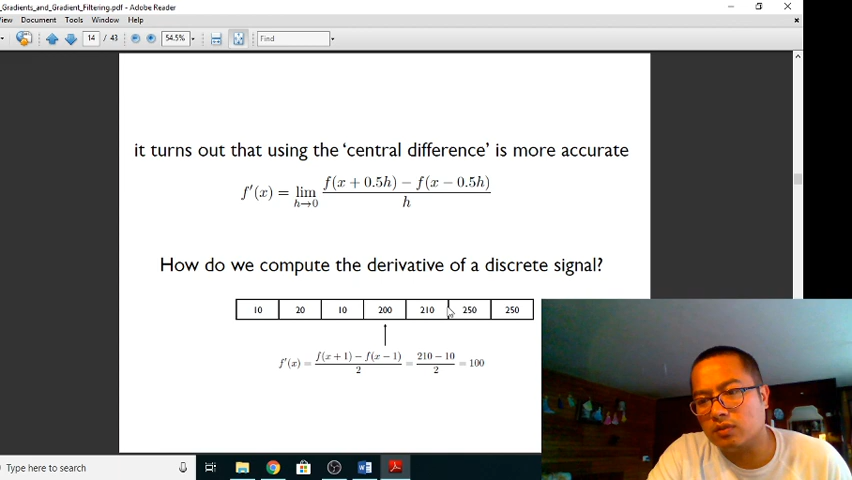 _Gradients_and_Gradient_Filtering.pdf - Adobe Reader
View Document Tools Window Help
14 / 43 54.5% Find
it turns out that using the 'central difference' is more accurate
f'(x) = lim h→0 f(x + 0.5h) − f(x − 0.5h) / h
How do we compute the derivative of a discrete signal?
10 20 10 200 210 250 250
f'(x) = f(x + 1) − f(x − 1) / 2 = 210 − 10 / 2 = 100
Type here to search